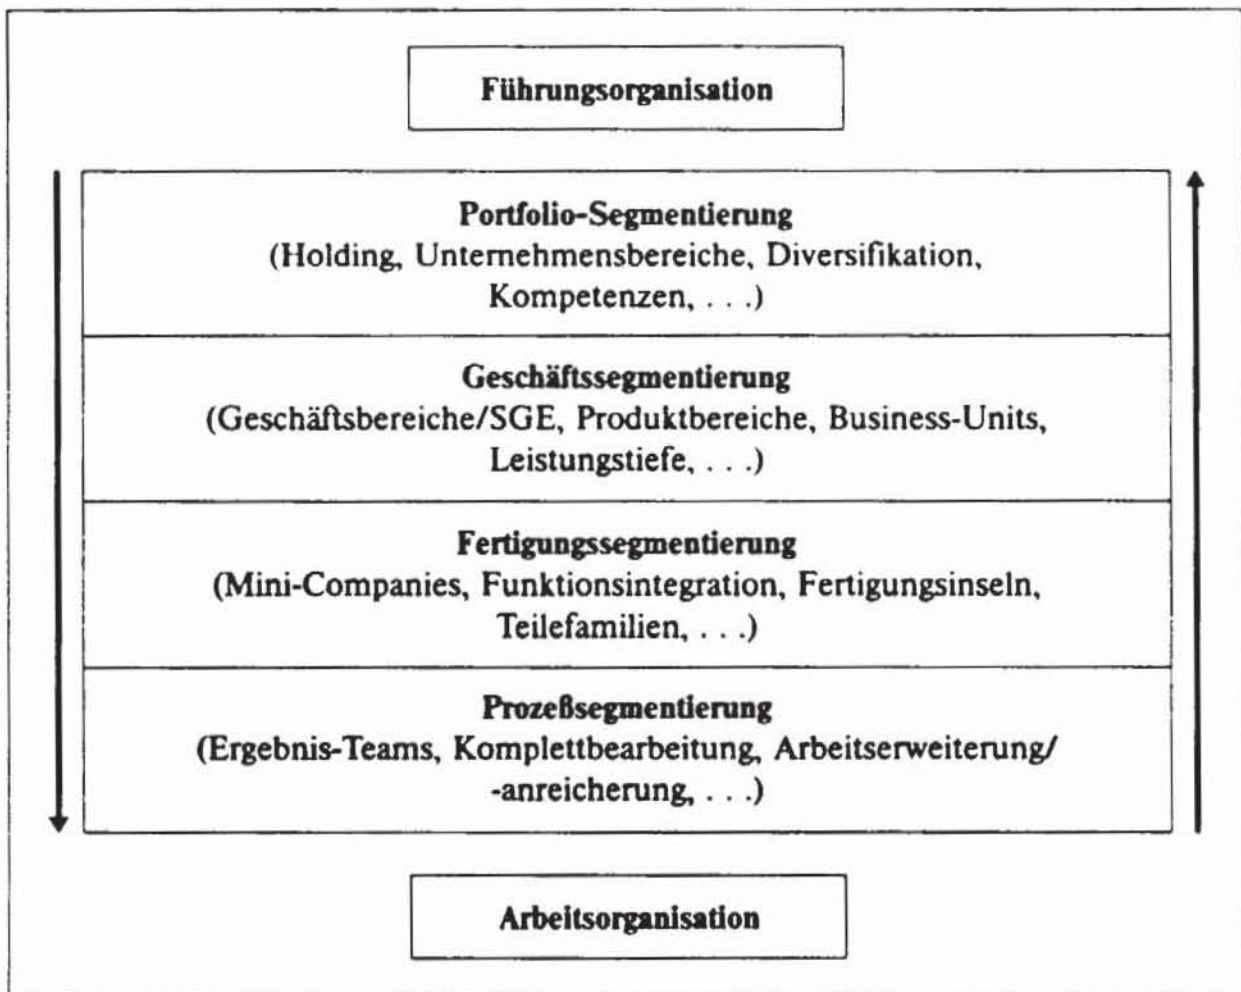 Führungsorganisation
Portfolio-Segmentierung
(Holding, Unternehmensbereiche, Diversifikation,
Kompetenzen, . . .)
Geschäftssegmentierung
(Geschäftsbereiche/SGE, Produktbereiche, Business-Units,
Leistungstiefe, . . .)
Fertigungssegmentierung
(Mini-Companies, Funktionsintegration, Fertigungsinseln,
Teilefamilien, . . .)
Prozeßsegmentierung
(Ergebnis-Teams, Komplettbearbeitung, Arbeitserweiterung/
-anreicherung, . . .)
Arbeitsorganisation